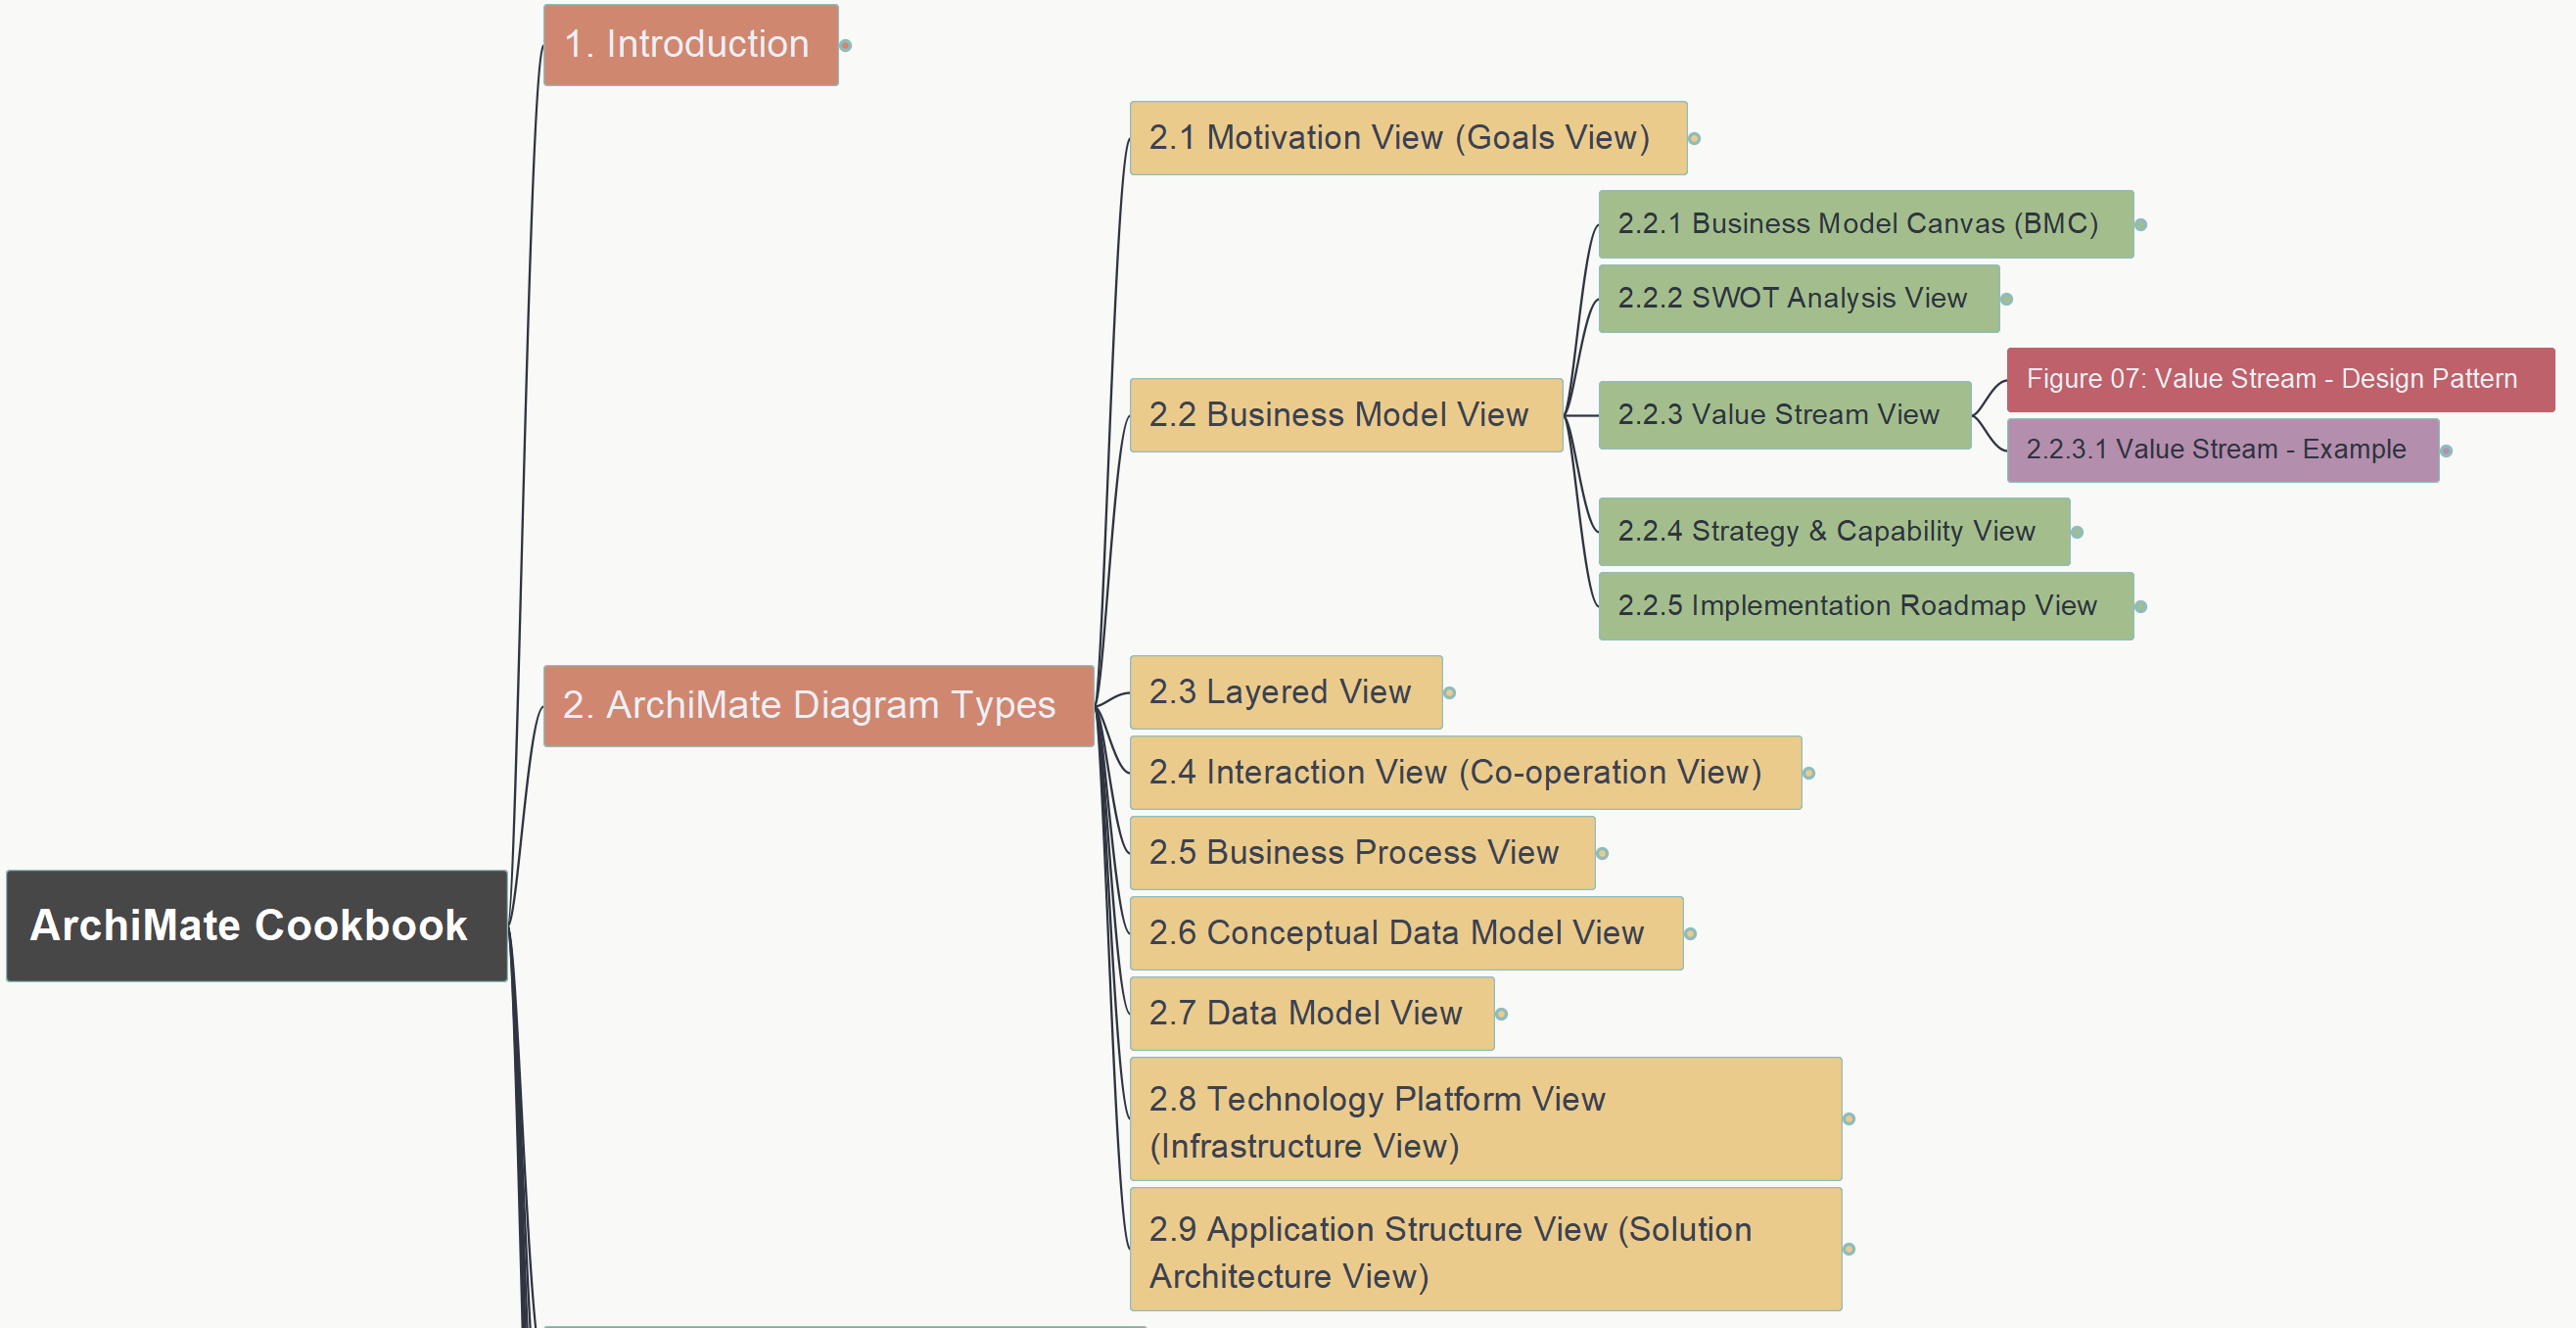 1. Introduction
2.1 Motivation View (Goals View)
2.2.1 Business Model Canvas (BMC)
2.2.2 SWOT Analysis View
Figure 07: Value Stream - Design Pattern
2.2 Business Model View
2.2.3 Value Stream View
2.2.3.1 Value Stream - Example
2.2.4 Strategy & Capability View
2.2.5 Implementation Roadmap View
2. ArchiMate Diagram Types
2.3 Layered View
2.4 Interaction View (Co-operation View)
2.5 Business Process View
ArchiMate Cookbook
2.6 Conceptual Data Model View
2.7 Data Model View
2.8 Technology Platform View
(Infrastructure View)
2.9 Application Structure View (Solution
Architecture View)